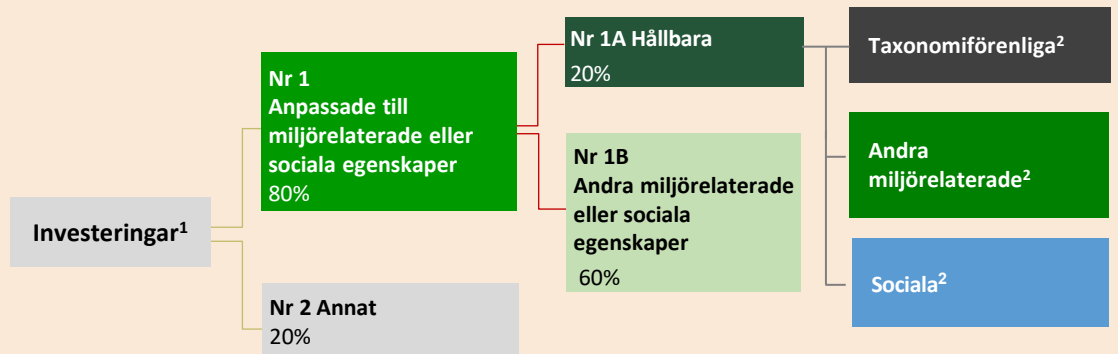 Investeringar¹
Nr 1
Anpassade till
miljörelaterade eller
sociala egenskaper
80%
Nr 2 Annat
20%
Nr 1A Hållbara
20%
Nr 1B
Andra miljörelaterade
eller sociala
egenskaper
60%
Taxonomiförenliga²
Andra
miljörelaterade²
Sociala²